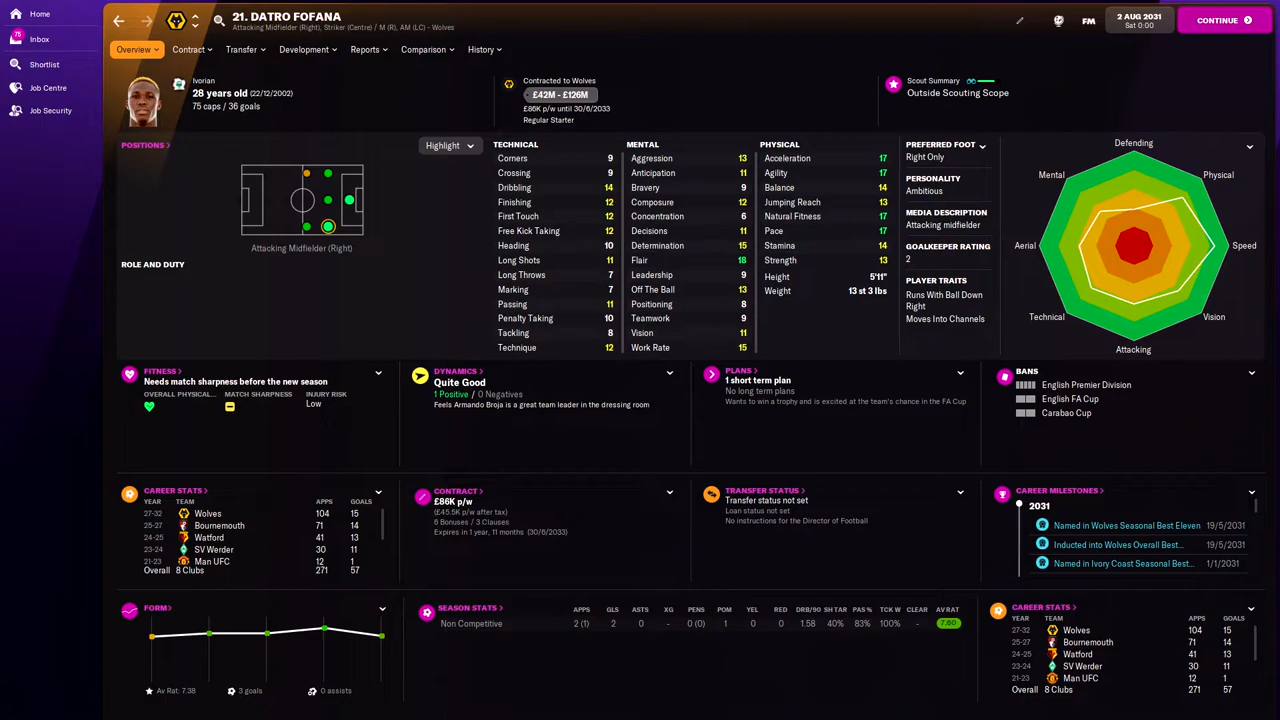 Home
21. DATRO FOFANA
Attacking Midfielder (Right), Striker (Centre) / M (R), AM (LC) - Wolves
FM
2 AUG 2031
Sat 0:00
CONTINUE
75
Inbox
Shortlist
Job Centre
Job Security
Overview
Contract
Transfer
Development
Reports
Comparison
History
Ivorian
28 years old (22/12/2002)
75 caps / 36 goals
Contracted to Wolves
£42M - £126M
£86K p/w until 30/6/2033
Regular Starter
Scout Summary
Outside Scouting Scope
POSITIONS
Highlight
Attacking Midfielder (Right)
ROLE AND DUTY
TECHNICAL
Corners 9
Crossing 9
Dribbling 14
Finishing 12
First Touch 12
Free Kick Taking 12
Heading 10
Long Shots 11
Long Throws 7
Marking 7
Passing 11
Penalty Taking 10
Tackling 8
Technique 12
MENTAL
Aggression 13
Anticipation 11
Bravery 9
Composure 12
Concentration 6
Decisions 11
Determination 15
Flair 18
Leadership 9
Off The Ball 13
Positioning 8
Teamwork 9
Vision 11
Work Rate 15
PHYSICAL
Acceleration 17
Agility 17
Balance 14
Jumping Reach 13
Natural Fitness 17
Pace 17
Stamina 14
Strength 13
Height 5'11"
Weight 13 st 3 lbs
PREFERRED FOOT
Right Only
PERSONALITY
Ambitious
MEDIA DESCRIPTION
Attacking midfielder
GOALKEEPER RATING
2
PLAYER TRAITS
Runs With Ball Down
Right
Moves Into Channels
Defending
Mental
Physical
Aerial
Speed
Technical
Vision
Attacking
FITNESS
Needs match sharpness before the new season
OVERALL PHYSICAL... MATCH SHARPNESS INJURY RISK
Low
DYNAMICS
Quite Good
1 Positive / 0 Negatives
Feels Armando Broja is a great team leader in the dressing room
PLANS
1 short term plan
No long term plans
Wants to win a trophy and is excited at the team's chance in the FA Cup
BANS
English Premier Division
English FA Cup
Carabao Cup
CAREER STATS
YEAR TEAM APPS GOALS
27-32 Wolves 104 15
25-27 Bournemouth 71 14
24-25 Watford 41 13
23-24 SV Werder 30 11
21-23 Man UFC 12 1
Overall 8 Clubs 271 57
CONTRACT
£86K p/w
(£45.5K p/w after tax)
6 Bonuses / 3 Clauses
Expires in 1 year, 11 months (30/6/2033)
TRANSFER STATUS
Transfer status not set
Loan status not set
No instructions for the Director of Football
CAREER MILESTONES
2031
Named in Wolves Seasonal Best Eleven 19/5/2031
Inducted into Wolves Overall Best... 19/5/2031
Named in Ivory Coast Seasonal Best... 1/1/2031
FORM
Av Rat: 7.38
3 goals
0 assists
SEASON STATS APPS GLS ASTS XG PENS POM YEL RED DRB/90 SH TAR PAS % TCK W CLEAR AV RAT
Non Competitive 2 (1) 2 0 - 0 (0) 1 0 0 1.58 40% 83% 100% - 7.60
CAREER STATS
YEAR TEAM APPS GOALS
27-32 Wolves 104 15
25-27 Bournemouth 71 14
24-25 Watford 41 13
23-24 SV Werder 30 11
21-23 Man UFC 12 1
Overall 8 Clubs 271 57